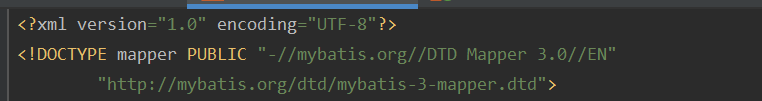 <?xml version="1.0" encoding="UTF-8"?>
<!DOCTYPE mapper PUBLIC "-//mybatis.org//DTD Mapper 3.0//EN"
"http://mybatis.org/dtd/mybatis-3-mapper.dtd">